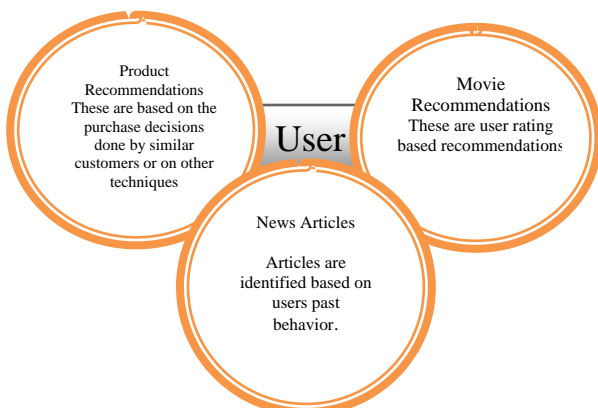 Product
Recommendations
These are based on the
purchase decisions
done by similar
customers or on other
techniques
User
Movie
Recommendations
These are user rating
based recommendations
News Articles
Articles are
identified based on
users past
behavior.